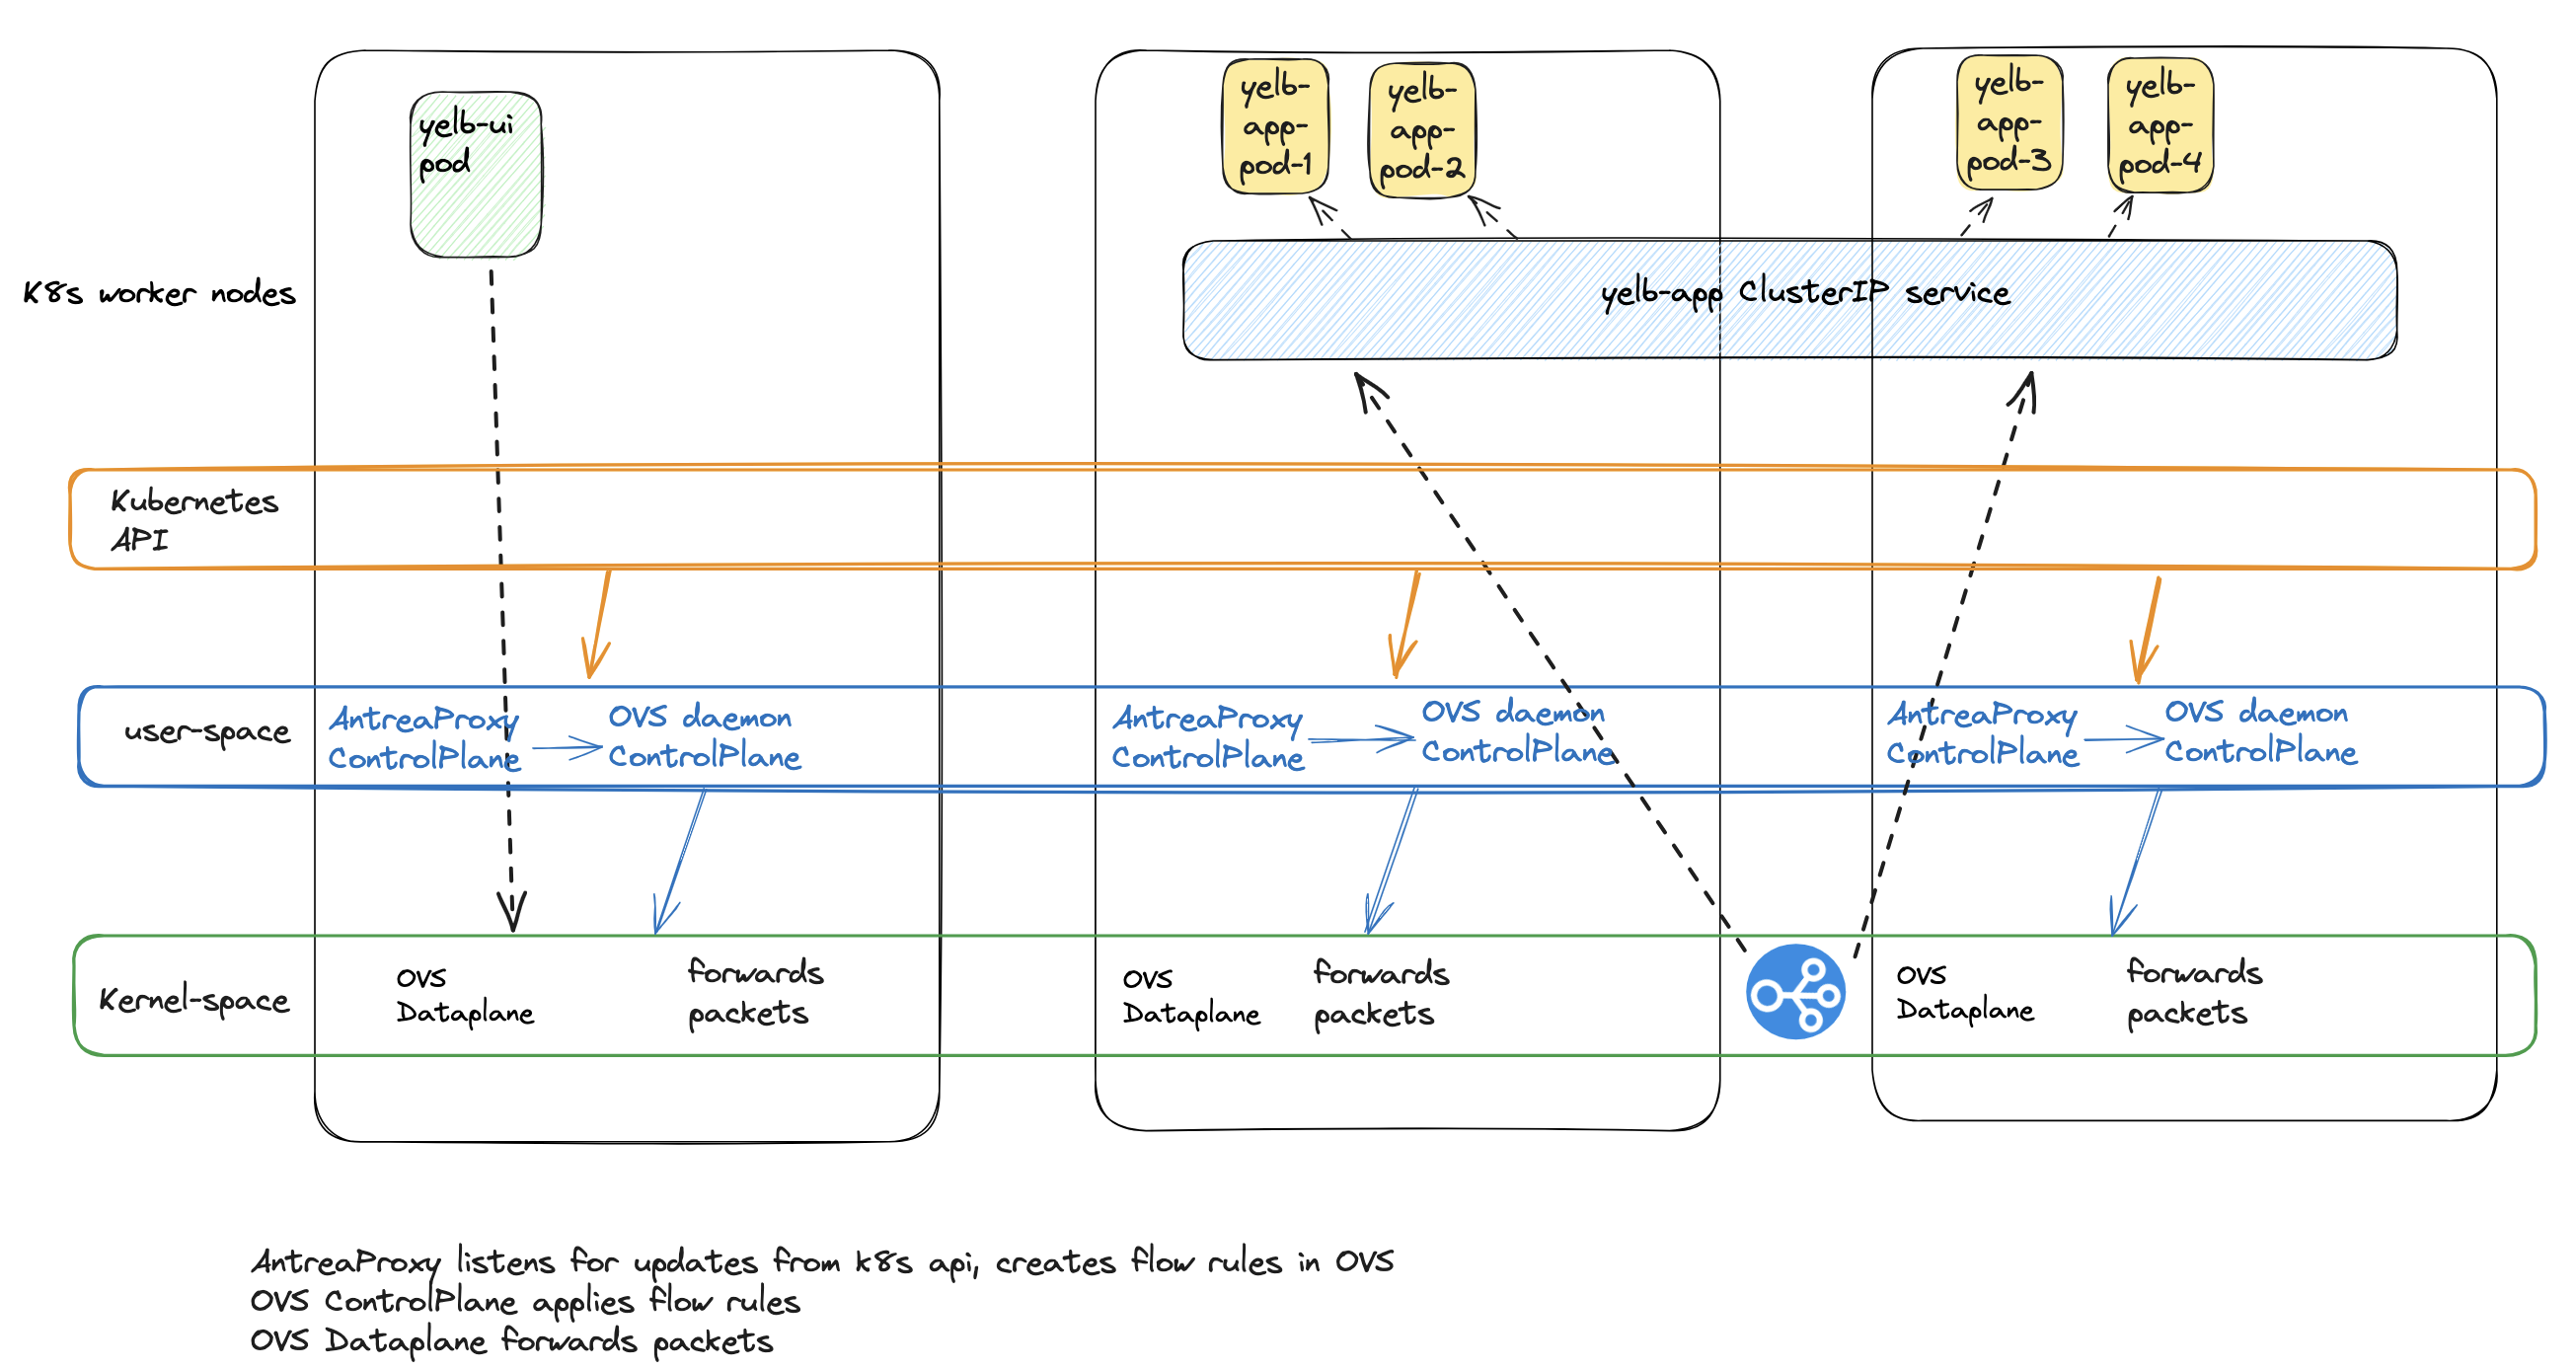 yelb-ui
pod
yelb-
app-
pod-1
yelb-
app-
pod-2
yelb-
app-
pod-3
yelb-
app-
pod-4
K8s worker nodes
yelb-app ClusterIP service
Kubernetes
API
user-space
AntreaProxy
ControlPlane
OVS daemon
ControlPlane
AntreaProxy
ControlPlane
OVS daemon
ControlPlane
AntreaProxy
ControlPlane
OVS daemon
ControlPlane
Kernel-space
OVS
Dataplane
forwards
packets
OVS
Dataplane
forwards
packets
OVS
Dataplane
forwards
packets
AntreaProxy listens for updates from k8s api, creates flow rules in OVS
OVS ControlPlane applies flow rules
OVS Dataplane forwards packets